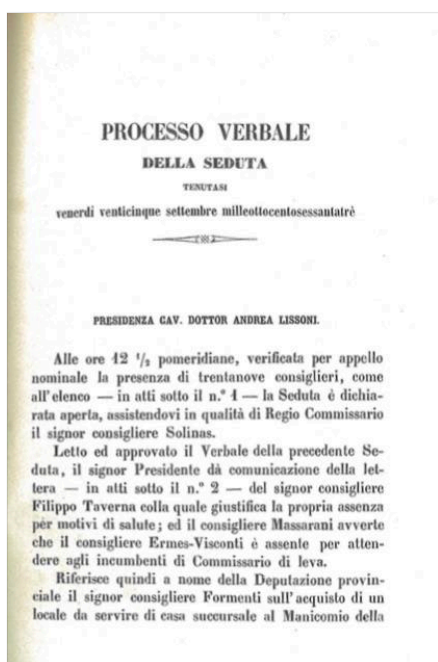 PROCESSO VERBALE
DELLA SEDUTA
TENUTASI
venerdì venticinque settembre milleottocentosessantatrè
PRESIDENZA CAV. DOTTOR ANDREA LISSONI.
Alle ore 12 1/2 pomeridiane, verificata per appello
nominale la presenza di trentanove consiglieri, come
all'elenco — in atti sotto il n.° 1 — la Seduta è dichia-
rata aperta, assistendovi in qualità di Regio Commissario
il signor consigliere Solinas.
Letto ed approvato il Verbale della precedente Se-
duta, il signor Presidente dà comunicazione della let-
tera — in atti sotto il n.° 2 — del signor consigliere
Filippo Taverna colla quale giustifica la propria assenza
per motivi di salute; ed il consigliere Massarani avverte
che il consigliere Ermes-Visconti è assente per atten-
dere agli incumbenti di Commissario di leva.
Riferisce quindi a nome della Deputazione provin-
ciale il signor consigliere Formenti sull'acquisto di un
locale da servire di casa succursale al Manicomio della